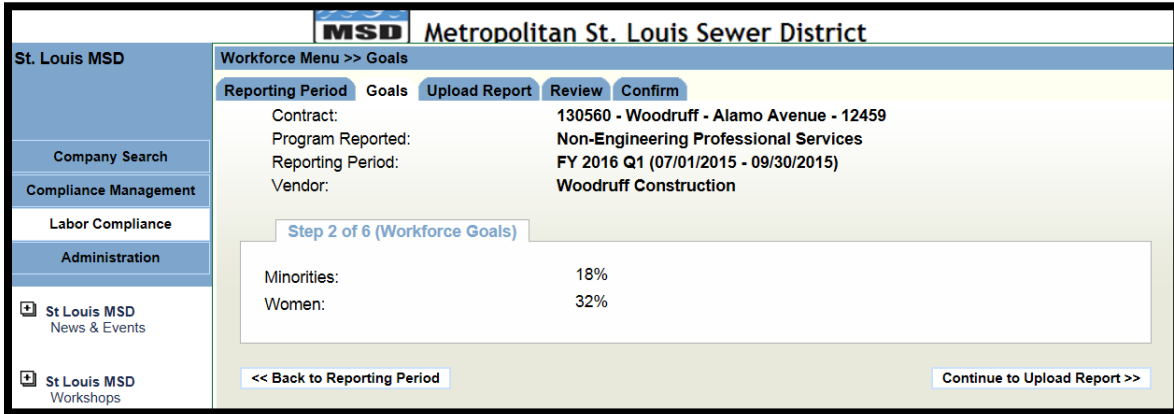 MSD Metropolitan St. Louis Sewer District
St. Louis MSD
Workforce Menu >> Goals
Reporting Period Goals Upload Report Review Confirm
Contract: 130560 - Woodruff - Alamo Avenue - 12459
Program Reported: Non-Engineering Professional Services
Reporting Period: FY 2016 Q1 (07/01/2015 - 09/30/2015)
Vendor: Woodruff Construction
Company Search
Compliance Management
Labor Compliance
Administration
Step 2 of 6 (Workforce Goals)
Minorities: 18%
Women: 32%
St Louis MSD
News & Events
St Louis MSD
Workshops
<< Back to Reporting Period
Continue to Upload Report >>